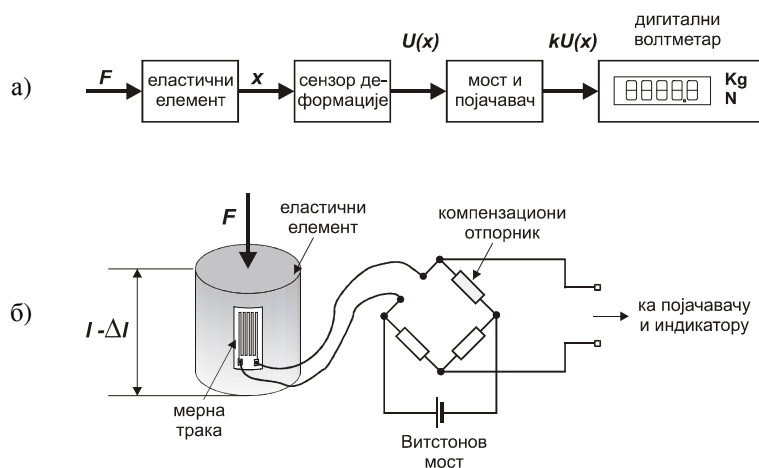 дигитални
волтметар
а)
F
еластични
елемент
x
сензор де-
формације
U(x)
мост и
појачавач
kU(x)
88888.
Kg
N
б)
F
еластични
елемент
компензациони
отпорник
l -Δl
ка појачавачу
и индикатору
мерна
трака
Витстонов
мост